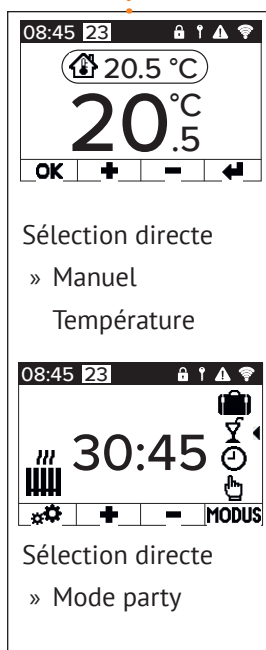 08:45 23
20.5 °C
20.5 °C
OK + −
Sélection directe
» Manuel
Température
08:45 23
30:45
+ − MODUS
Sélection directe
» Mode party